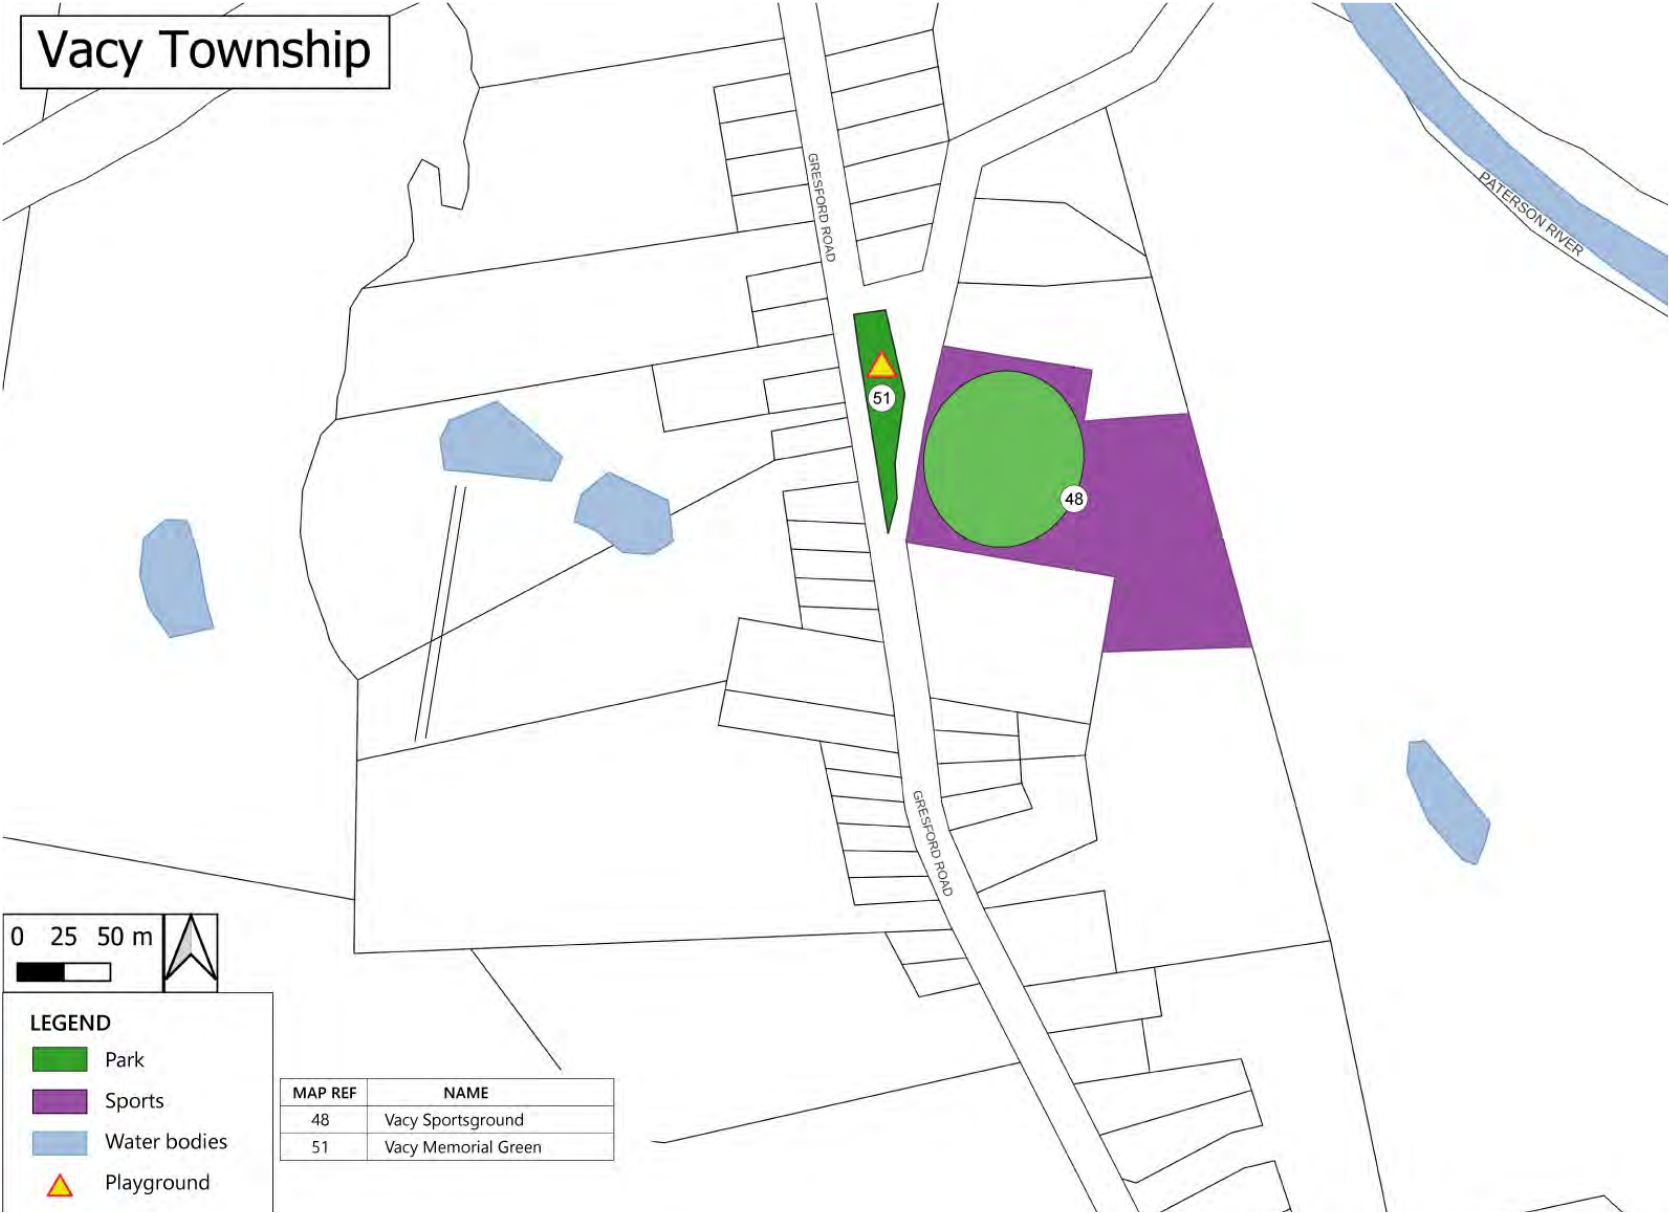 Vacy Township
GRESFORD ROAD
PATERSON RIVER
51
48
GRESFORD ROAD
0 25 50 m
LEGEND
Park
Sports
Water bodies
Playground
MAP REF NAME
48 Vacy Sportsground
51 Vacy Memorial Green